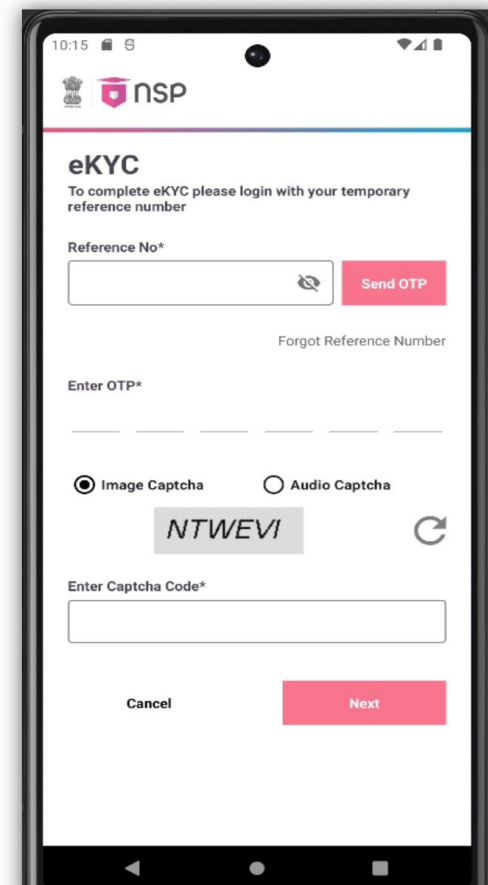 10:15
nsp
eKYC
To complete eKYC please login with your temporary
reference number
Reference No*
Send OTP
Forgot Reference Number
Enter OTP*
Image Captcha
Audio Captcha
NTWEVI
Enter Captcha Code*
Cancel
Next